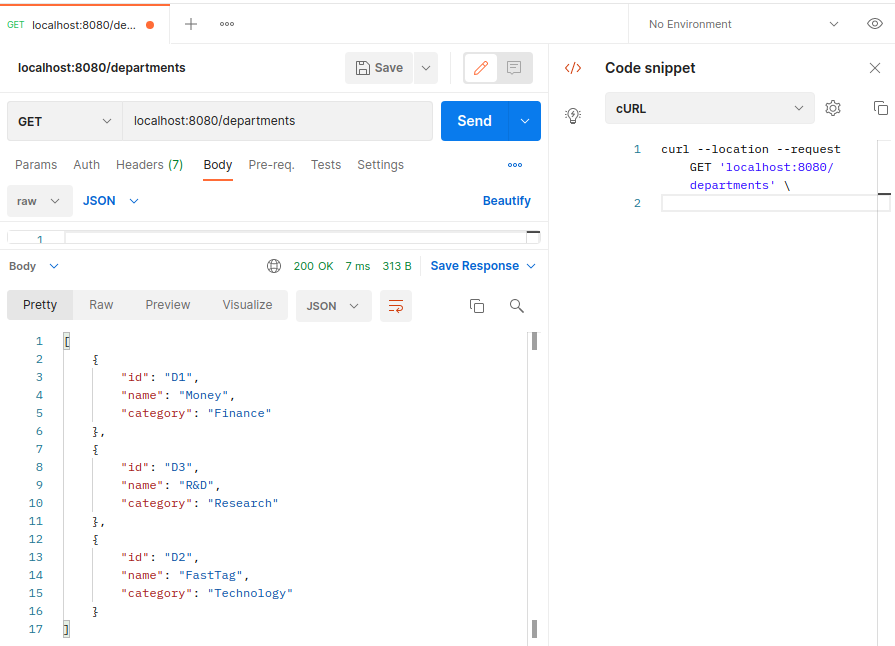 GET localhost:8080/de...
No Environment
localhost:8080/departments
Save
GET
localhost:8080/departments
Send
Params Auth Headers (7) Body Pre-req. Tests Settings
raw
JSON
Beautify
1
Body
200 OK 7 ms 313 B Save Response
Pretty Raw Preview Visualize JSON
1 [
2 {
3 "id": "D1",
4 "name": "Money",
5 "category": "Finance"
6 },
7 {
8 "id": "D3",
9 "name": "R&D",
10 "category": "Research"
11 },
12 {
13 "id": "D2",
14 "name": "FastTag",
15 "category": "Technology"
16 }
17 ]
</> Code snippet
cURL
1 curl --location --request
GET 'localhost:8080/
departments' \
2